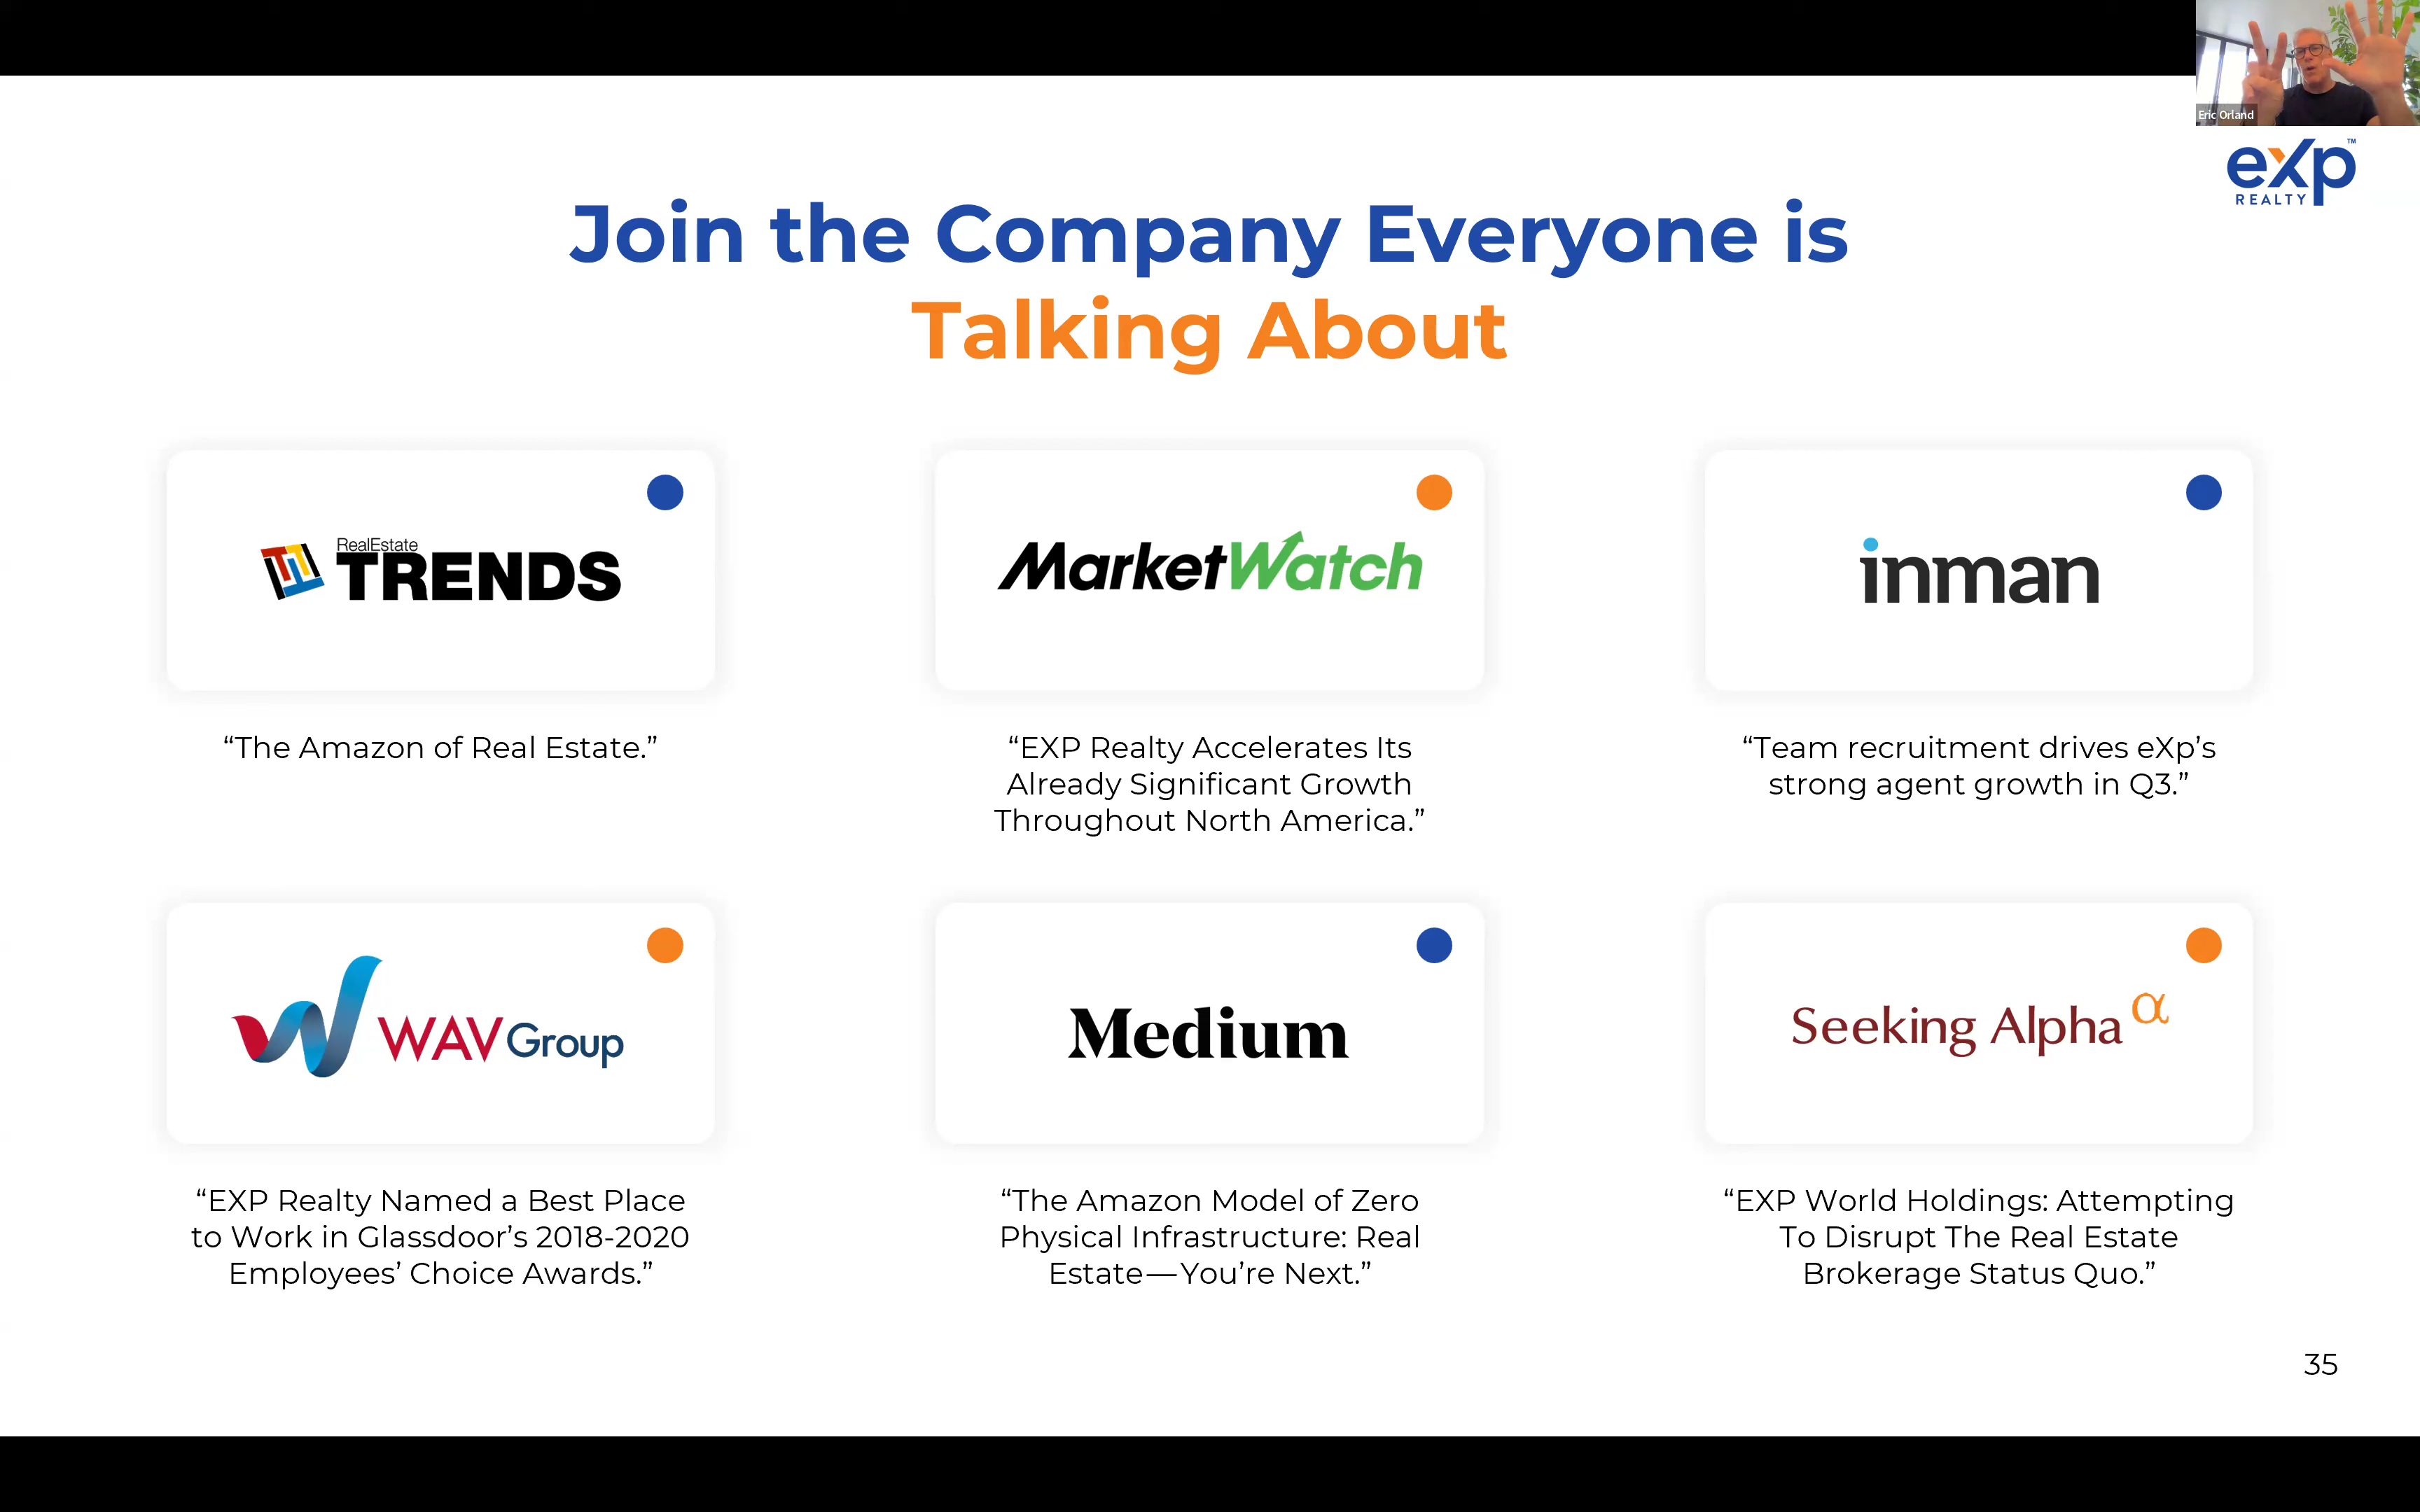 Eric Orland
eXp™
REALTY
Join the Company Everyone is
Talking About
RealEstate
TRENDS
MarketWatch
inman
“The Amazon of Real Estate.”
“EXP Realty Accelerates Its
Already Significant Growth
Throughout North America.”
“Team recruitment drives eXp’s
strong agent growth in Q3.”
WAV Group
Medium
Seeking Alpha α
“EXP Realty Named a Best Place
to Work in Glassdoor’s 2018-2020
Employees’ Choice Awards.”
“The Amazon Model of Zero
Physical Infrastructure: Real
Estate — You’re Next.”
“EXP World Holdings: Attempting
To Disrupt The Real Estate
Brokerage Status Quo.”
35